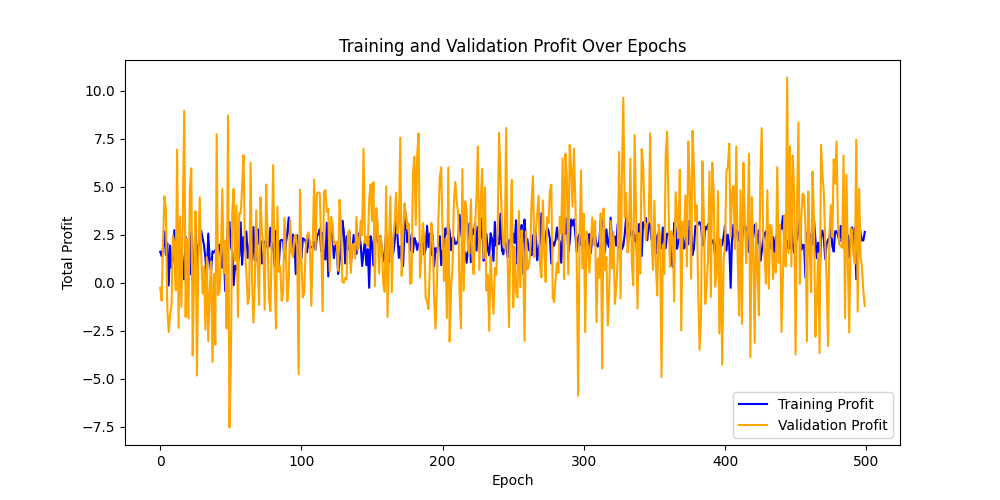 Training and Validation Profit Over Epochs
Total Profit
10.0
7.5
5.0
2.5
0.0
−2.5
−5.0
−7.5
0
100
200
300
400
500
Epoch
Training Profit
Validation Profit